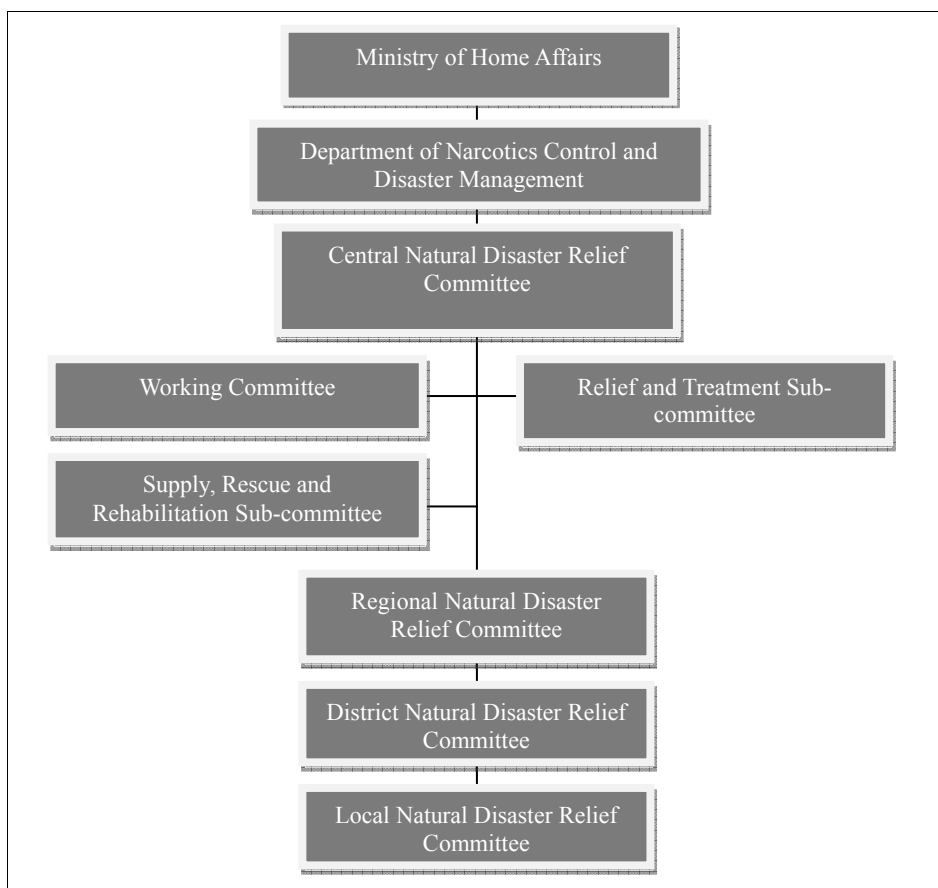 Ministry of Home Affairs
Department of Narcotics Control and
Disaster Management
Central Natural Disaster Relief
Committee
Working Committee
Relief and Treatment Sub-
committee
Supply, Rescue and
Rehabilitation Sub-committee
Regional Natural Disaster
Relief Committee
District Natural Disaster Relief
Committee
Local Natural Disaster Relief
Committee